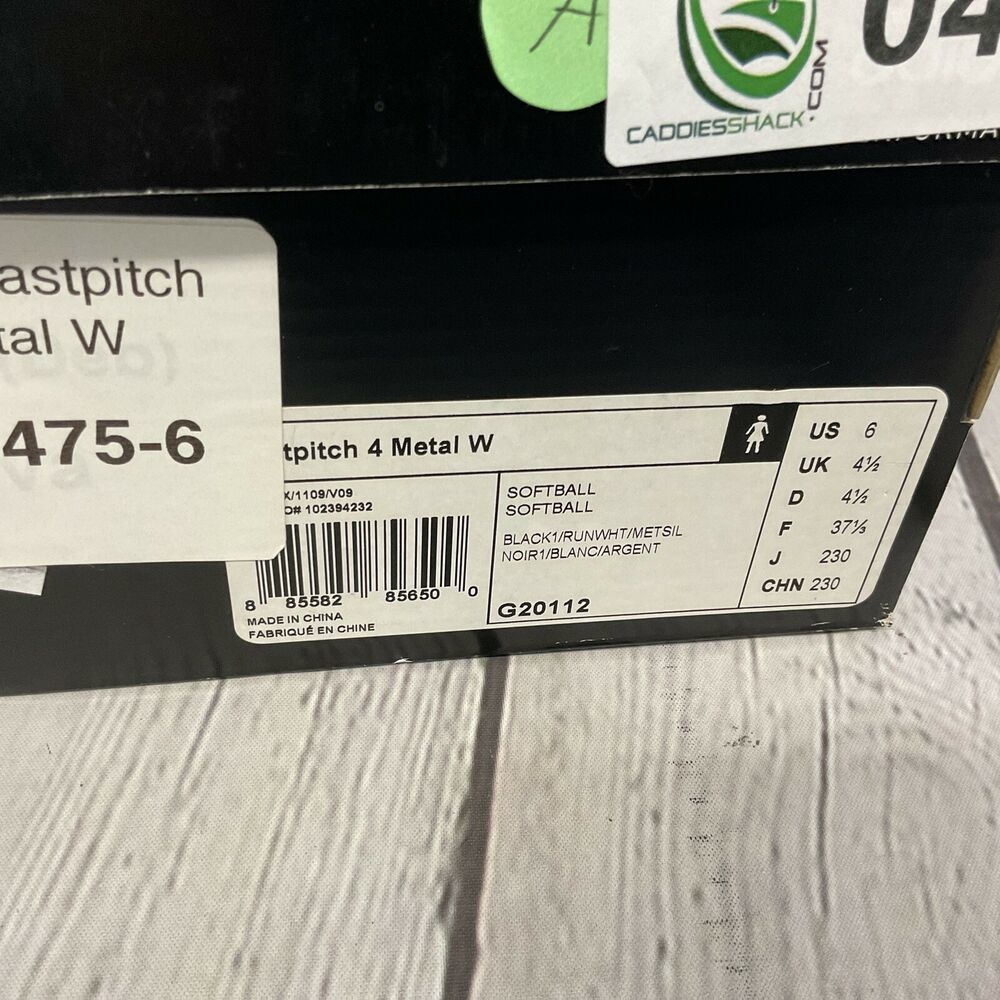 A
04
CADDIESSHACK.COM
astpitch
tal W
475-6
tpitch 4 Metal W
X/1109/V09
O# 102394232
8 85582 85650 0
MADE IN CHINA
FABRIQUÉ EN CHINE
SOFTBALL
SOFTBALL
BLACK1/RUNWHT/METSIL
NOIR1/BLANC/ARGENT
G20112
US 6
UK 4½
D 4½
F 37⅓
J 230
CHN 230